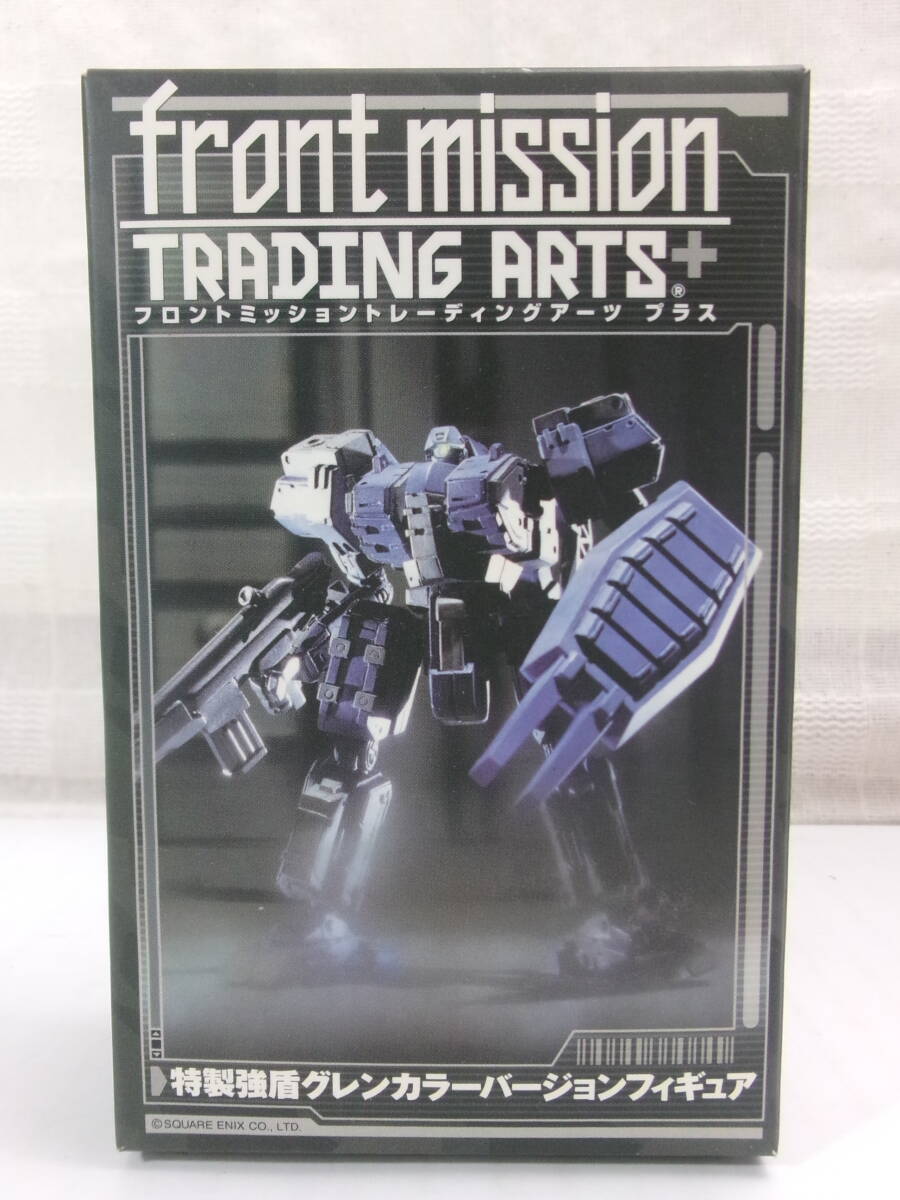 front mission
TRADING ARTS+®
フロントミッショントレーディングアーツ プラス
特製強盾グレンカラーバージョンフィギュア
©SQUARE ENIX CO., LTD.